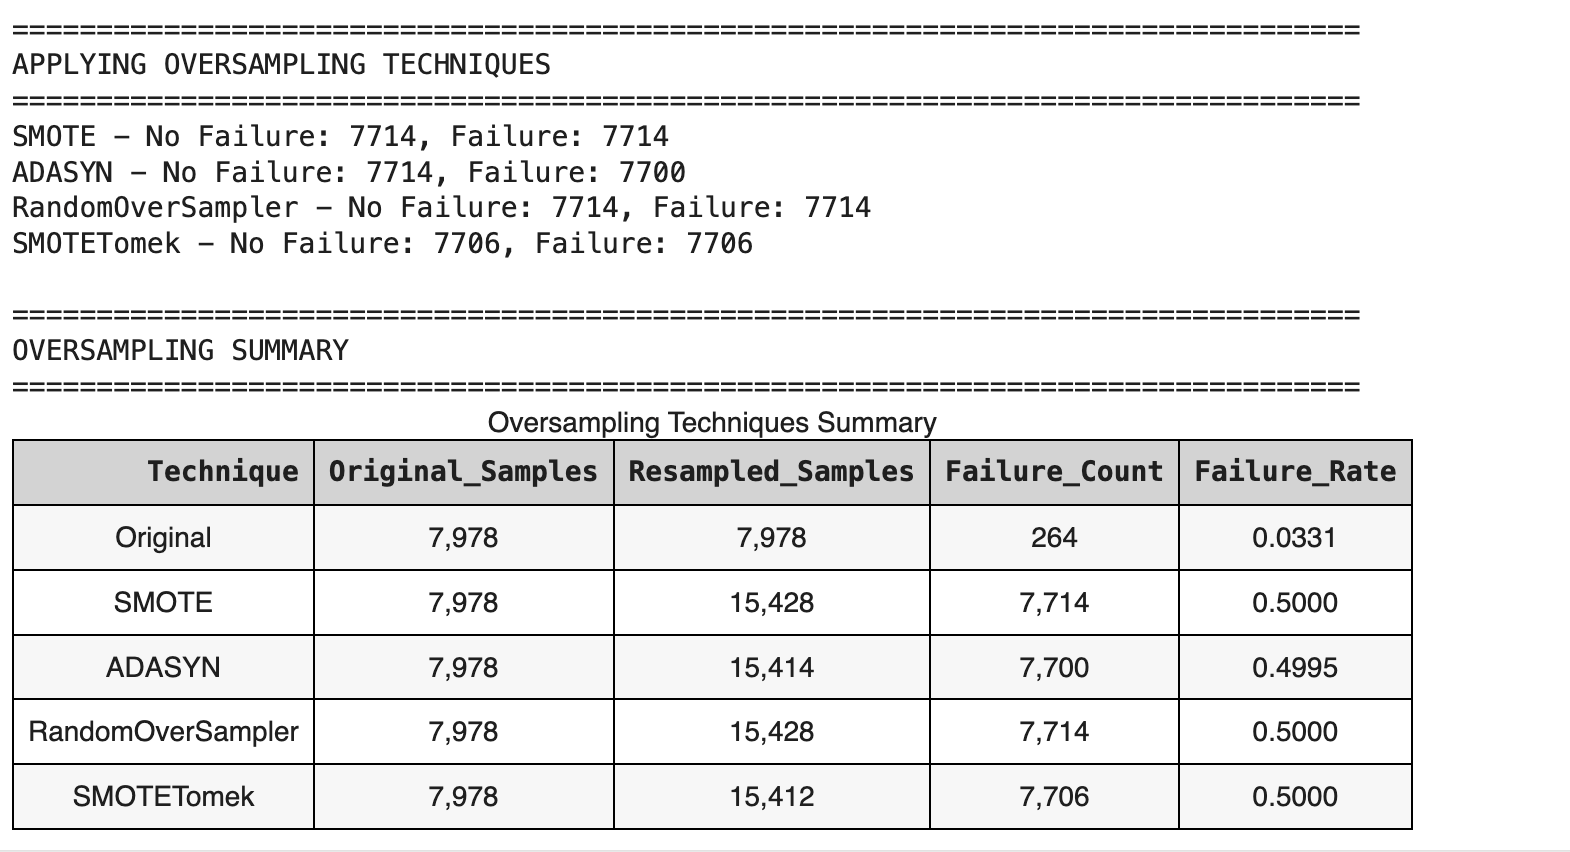 ================================================================================
APPLYING OVERSAMPLING TECHNIQUES
================================================================================
SMOTE – No Failure: 7714, Failure: 7714
ADASYN – No Failure: 7714, Failure: 7700
RandomOverSampler – No Failure: 7714, Failure: 7714
SMOTETomek – No Failure: 7706, Failure: 7706
================================================================================
OVERSAMPLING SUMMARY
================================================================================
Oversampling Techniques Summary
Technique Original_Samples Resampled_Samples Failure_Count Failure_Rate
Original 7,978 7,978 264 0.0331
SMOTE 7,978 15,428 7,714 0.5000
ADASYN 7,978 15,414 7,700 0.4995
RandomOverSampler 7,978 15,428 7,714 0.5000
SMOTETomek 7,978 15,412 7,706 0.5000